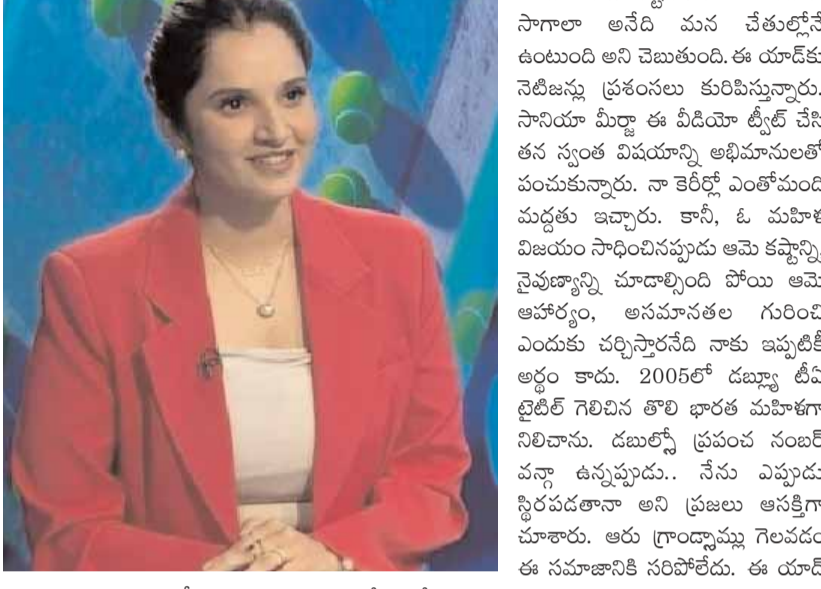 సాగాలా అనేది మన చేతుల్లోనే
ఉంటుంది అని చెబుతుంది. ఈ యాడ్‌కు
నెటిజన్లు ప్రశంసలు కురిపిస్తున్నారు.
సానియా మీర్జా ఈ వీడియో ట్వీట్ చేసి
తన స్వంత విషయాన్ని అభిమానులతో
పంచుకున్నారు. నా కెరీర్లో ఎంతోమంది
మద్దతు ఇచ్చారు. కానీ, ఓ మహిళ
విజయం సాధించినప్పుడు ఆమె కష్టాన్ని,
నైవుణ్యాన్ని చూడాల్సింది పోయి ఆమె
ఆహార్యం, అసమానతల గురించి
ఎందుకు చర్చిస్తారనేది నాకు ఇప్పటికీ
అర్థం కాదు. 2005లో డబ్ల్యూ టీఏ
టైటిల్ గెలిచిన తొలి భారత మహిళగా
నిలిచాను. డబుల్స్లో ప్రపంచ నంబర్
వన్గా ఉన్నప్పుడు.. నేను ఎప్పుడు
స్థిరపడతానా అని ప్రజలు ఆసక్తిగా
చూశారు. ఆరు గ్రాండ్స్లామ్లు గెలవడం
ఈ సమాజానికి సరిపోలేదు. ఈ యాడ్